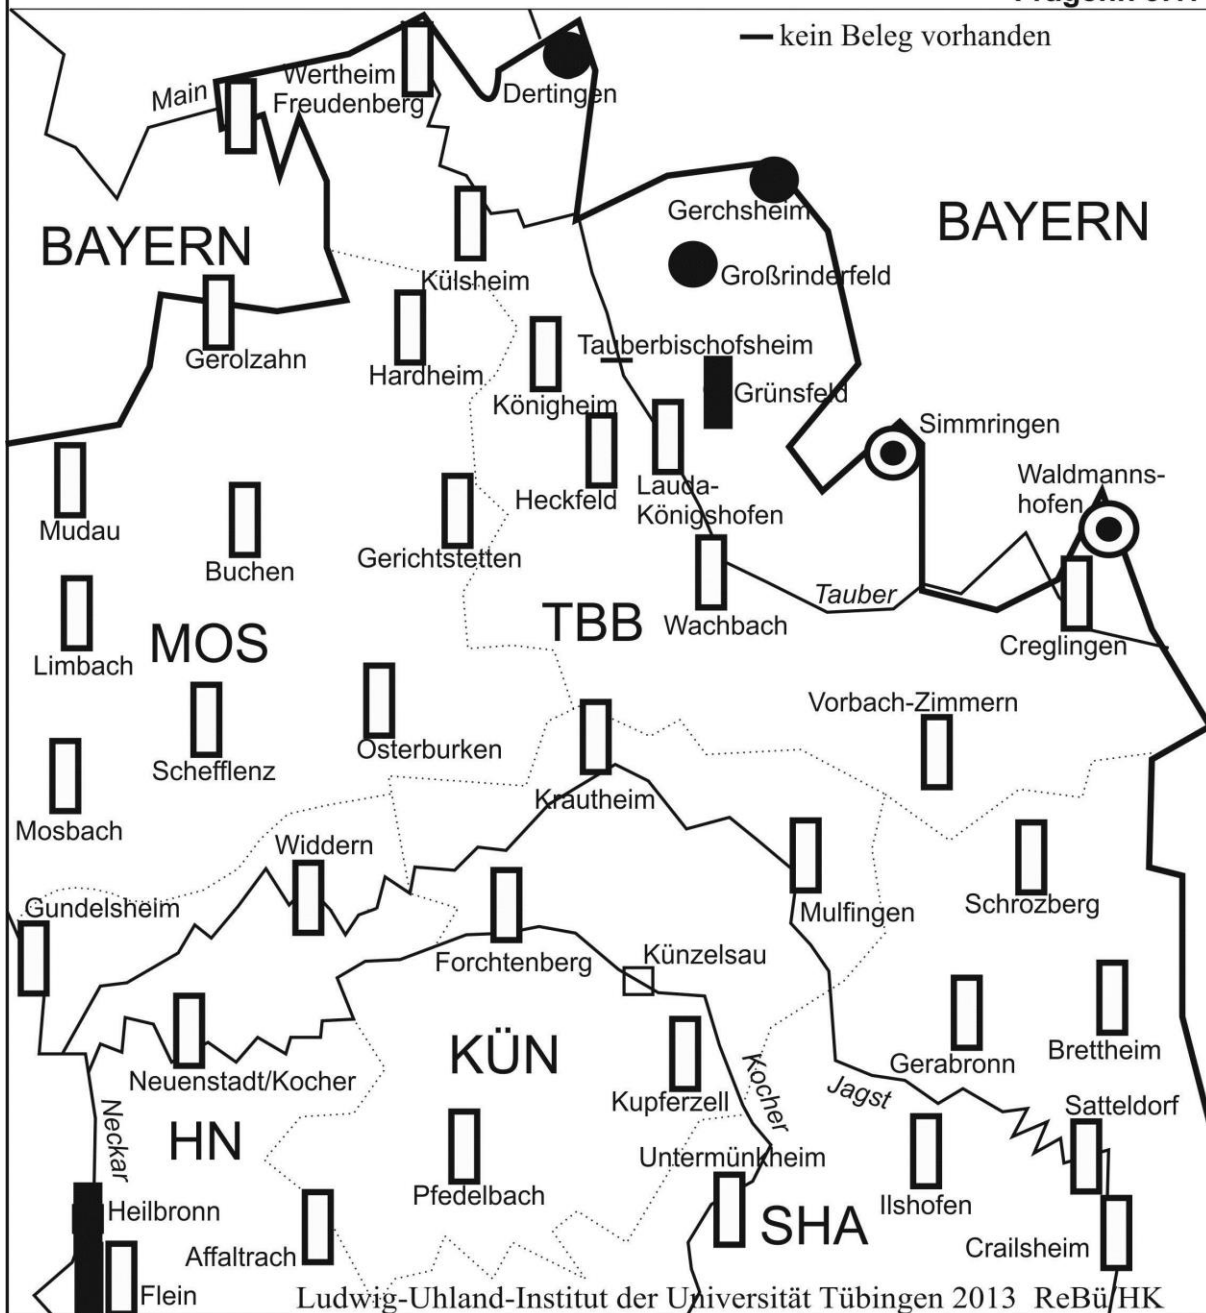 — kein Beleg vorhanden
Wertheim
Freudenberg
Main
Dertingen
Gerchsheim
BAYERN
BAYERN
Külsheim
Großrinderfeld
Gerolzahn
Hardheim
Tauberbischofsheim
Königheim
Grünsfeld
Simmringen
Waldmanns-
hofen
Heckfeld
Lauda-
Königshofen
Mudau
Buchen
Gerichtstetten
Tauber
TBB
Wachbach
Creglingen
Limbach
MOS
Vorbach-Zimmern
Osterburken
Schefflenz
Krautheim
Mosbach
Widdern
Gundelsheim
Mulfingen
Schrozberg
Forchtenberg
Künzelsau
KÜN
Gerabronn
Brettheim
Neuenstadt/Kocher
Kupferzell
Kocher
Jagst
Satteldorf
Neckar
HN
Untermünkheim
Pfedelbach
Ilshofen
Heilbronn
SHA
Affaltrach
Crailsheim
Flein
Ludwig-Uhland-Institut der Universität Tübingen 2013 ReBü/HK